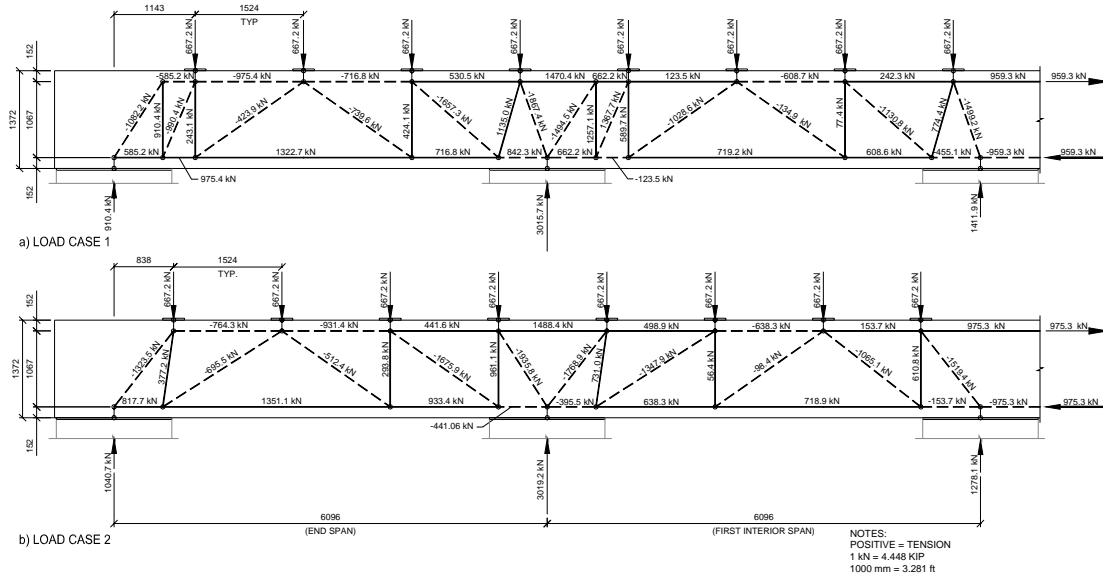 1143
1524
TYP
667.2 kN
667.2 kN
667.2 kN
667.2 kN
667.2 kN
667.2 kN
667.2 kN
667.2 kN
152
1372
1067
152
-585.2 kN
-975.4 kN
-716.8 kN
530.5 kN
1470.4 kN
662.2 kN
123.5 kN
-608.7 kN
242.3 kN
959.3 kN
959.3 kN
-1082.2 kN
910.4 kN
-990.4 kN
243.1 kN
-423.9 kN
-739.6 kN
424.1 kN
-1657.3 kN
1135.0 kN
-1867.4 kN
-1494.5 kN
1257.1 kN
-1367.7 kN
589.7 kN
-1028.6 kN
-134.9 kN
77.4 kN
-1130.8 kN
774.4 kN
-1499.2 kN
585.2 kN
1322.7 kN
716.8 kN
842.3 kN
662.2 kN
719.2 kN
608.6 kN
-455.1 kN
-959.3 kN
959.3 kN
975.4 kN
-123.5 kN
910.4 kN
3015.7 kN
1411.9 kN
a) LOAD CASE 1
838
1524
TYP.
667.2 kN
667.2 kN
667.2 kN
667.2 kN
667.2 kN
667.2 kN
667.2 kN
667.2 kN
152
1372
1067
152
-764.3 kN
-931.4 kN
441.6 kN
1488.4 kN
498.9 kN
-638.3 kN
153.7 kN
975.3 kN
975.3 kN
-1323.5 kN
377.2 kN
-695.5 kN
-512.4 kN
293.8 kN
-1675.9 kN
961.1 kN
-1935.8 kN
-1768.9 kN
731.0 kN
-1347.9 kN
56.4 kN
-98.4 kN
-1065.1 kN
610.8 kN
-1519.4 kN
817.7 kN
1351.1 kN
933.4 kN
-395.5 kN
638.3 kN
718.9 kN
-153.7 kN
-975.3 kN
975.3 kN
-441.06 kN
1040.7 kN
3019.2 kN
1278.1 kN
6096
(END SPAN)
6096
(FIRST INTERIOR SPAN)
b) LOAD CASE 2
NOTES:
POSITIVE = TENSION
1 kN = 4.448 KIP
1000 mm = 3.281 ft